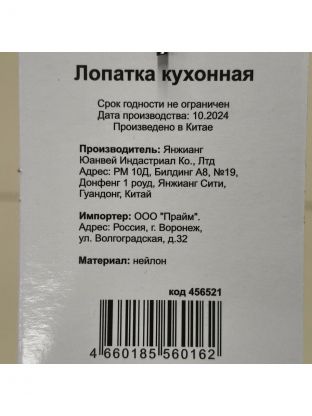 Лопатка кухонная
Срок годности не ограничен
Дата производства: 10.2024
Произведено в Китае
Производитель: Янжианг
Юанвей Индастриал Ко., Лтд
Адрес: РМ 10Д, Билдинг А8, №19,
Донфенг 1 роуд, Янжианг Сити,
Гуандонг, Китай
Импортер: ООО "Прайм".
Адрес: Россия, г. Воронеж,
ул. Волгоградская, д.32
Материал: нейлон
код 456521
4 660185 560162